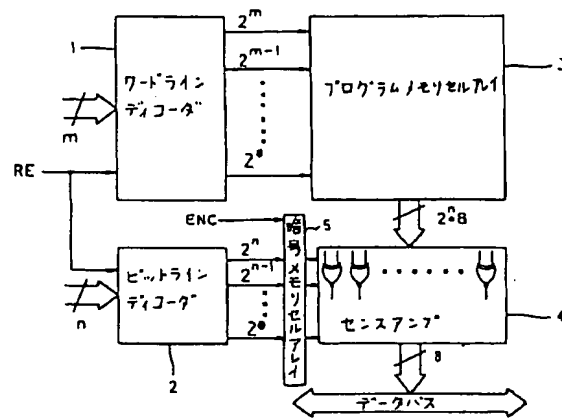 1
2^m
2^m-1
2^0
ワードライン
ディコーダ
m
プログラムメモリセルアレイ
3
RE
2^n·8
ENC
5
暗号メモリセルアレイ
2^n
2^n-1
2^0
ビットライン
ディコーダ
n
2
センスアンプ
4
8
データバス